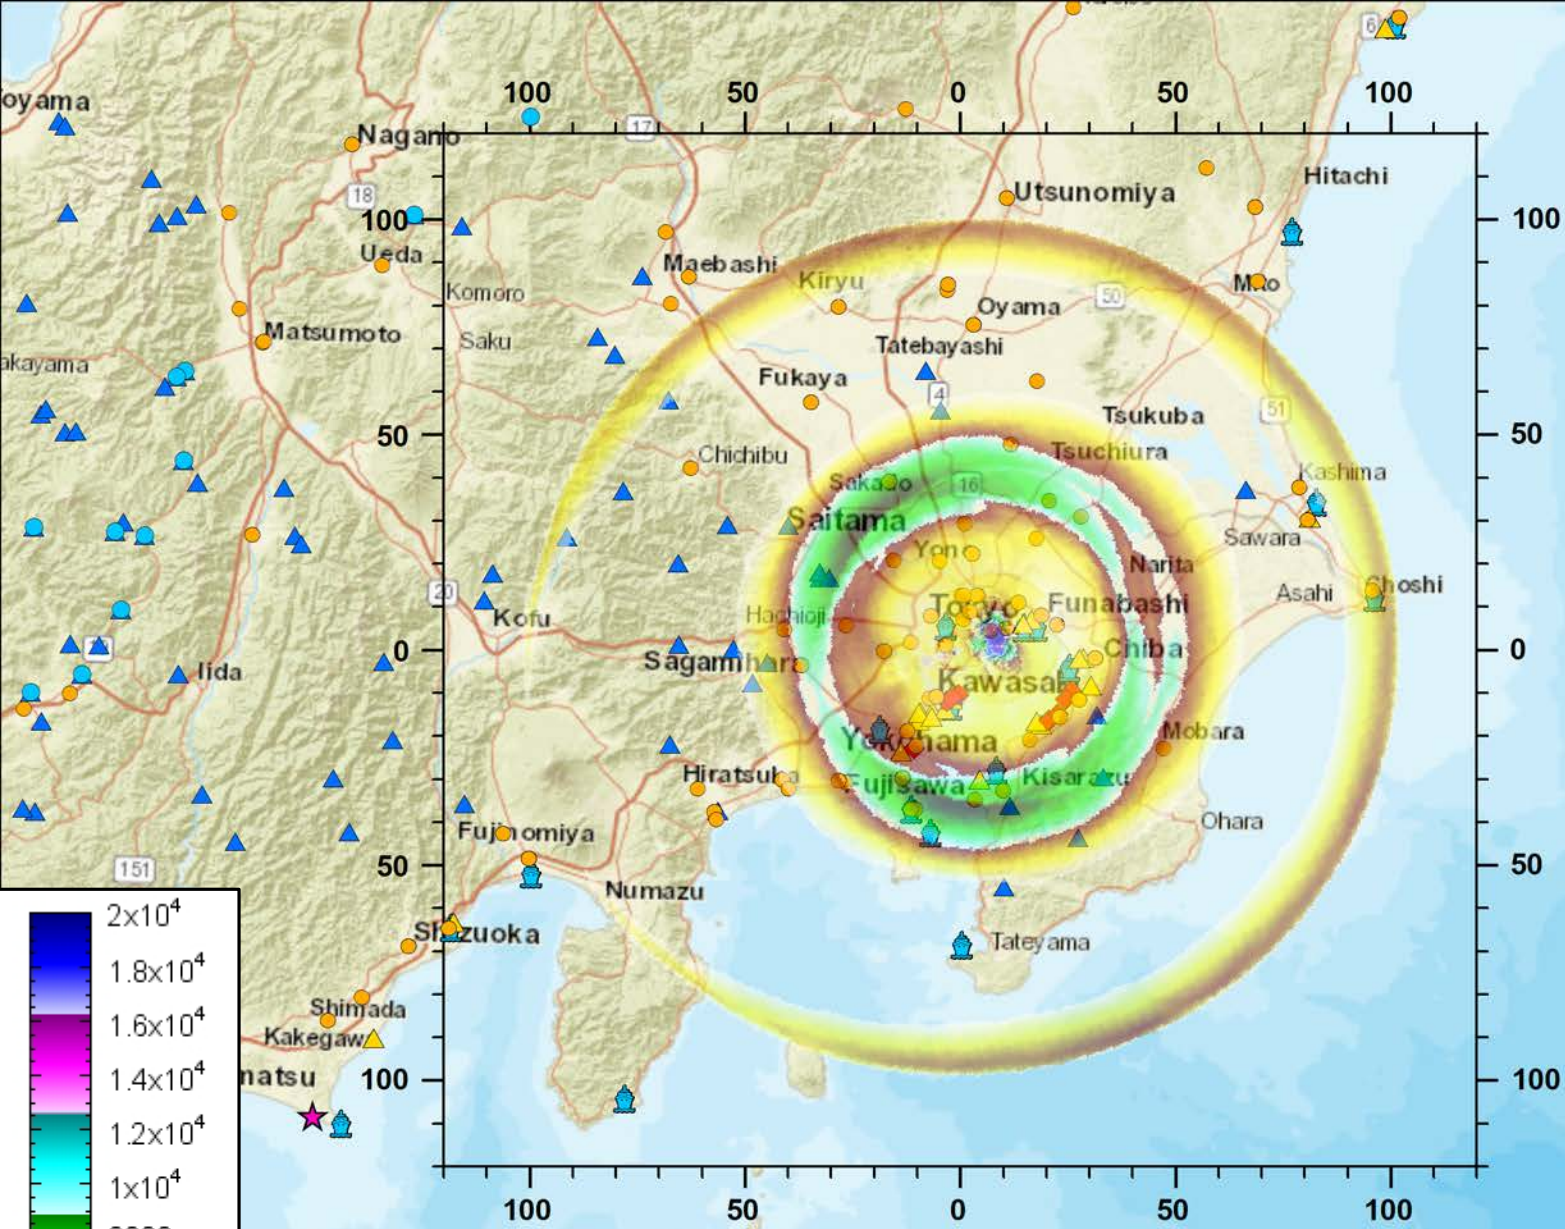 6
oyama
100 50 0 50 100
17
Nagano
Hitachi
18
Utsunomiya
100
100
Ueda
Maebashi
Kiryu
Mito
Komoro
50
Oyama
Matsumoto
Saku
Tatebayashi
akayama
Fukaya
4
51
Tsukuba
50
50
Chichibu
Tsuchiura
Kashima
Sakado
16
Saitama
Sawara
Yono
Narita
20
Asahi
Choshi
Tokyo
Funabashi
Kofu
Hachioji
0
0
Sagamihara
Chiba
Iida
Kawasaki
Mobara
Yokohama
Hiratsuka
Fujisawa
Kisarazu
Fujinomiya
Ohara
50
50
151
Numazu
2x10⁴
Shizuoka
Tateyama
1.8x10⁴
Shimada
1.6x10⁴
Kakegawa
natsu
100
100
1.4x10⁴
1.2x10⁴
1x10⁴
100 50 0 50 100